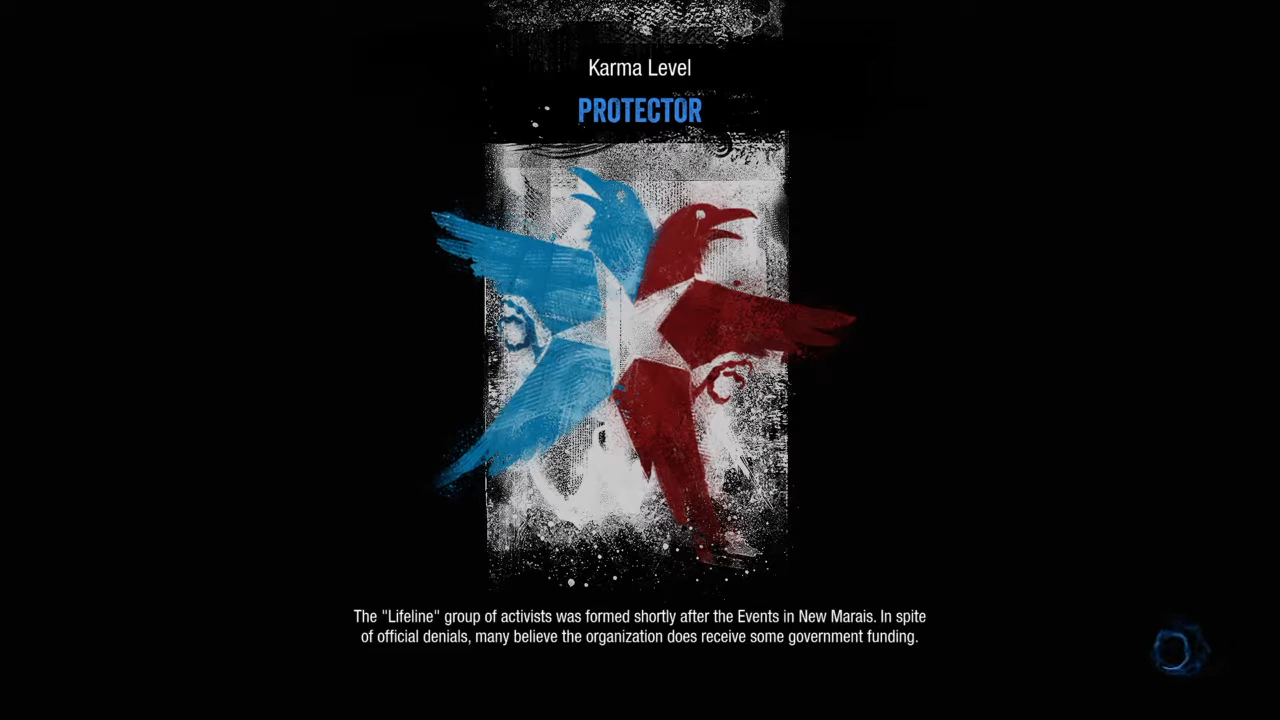 Karma Level
PROTECTOR
The "Lifeline" group of activists was formed shortly after the Events in New Marais. In spite
of official denials, many believe the organization does receive some government funding.